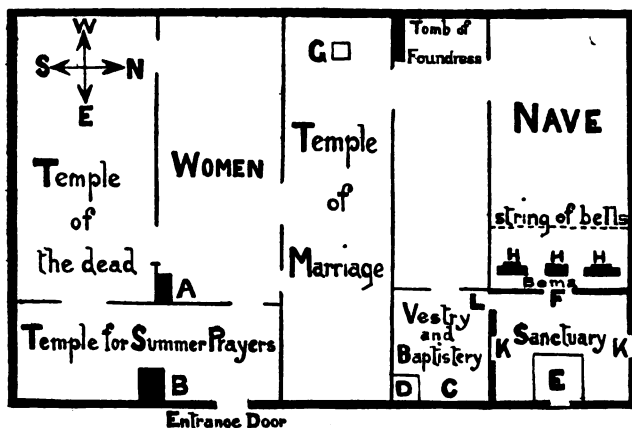 W
S N
E
Temple
of
the dead
WOMEN
G
Temple
of
Marriage
Tomb of
Foundress
NAVE
string of bells
H H H
Bema
F
A
Temple for Summer Prayers
B
L
Vestry
and
Baptistery
D C
K Sanctuary K
E
Entrance Door